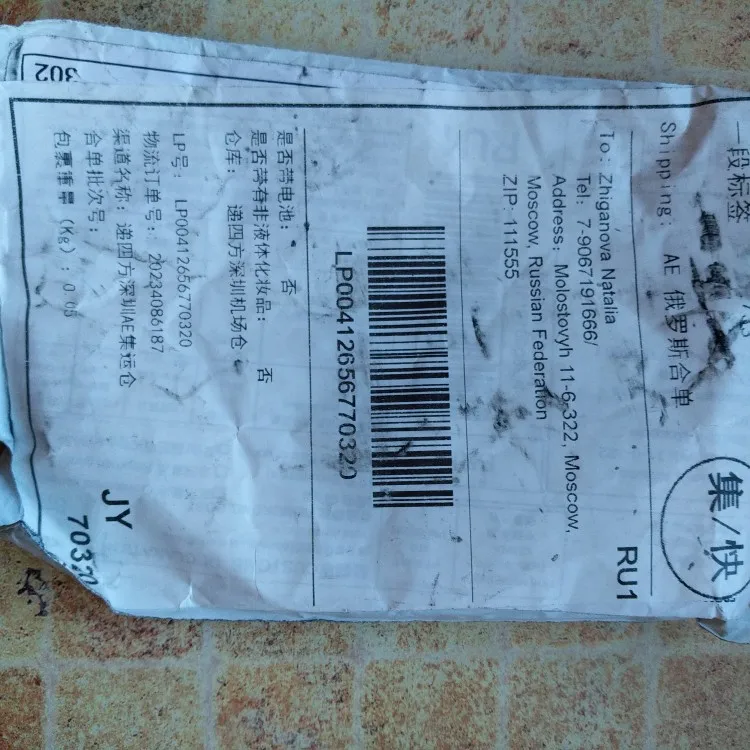 302
一段标签
Shipping: AE 俄罗斯合单
集/快
RU1
To: Zhiganova Natalia
Tel: 7-9067191666/
Address: Molostovyh 11-6-322, Moscow,
Moscow, Russian Federation
ZIP: 111555
LP00412656770320
是否带电池: 否
是否带有非液体化妆品: 否
仓库: 递四方深圳机场仓
LP号: LP00412656770320
物流订单号: 20234086187
渠道名称: 递四方深圳AE集运仓
合单批次号:
包裹重量 (Kg) : 0.05
JY
70320